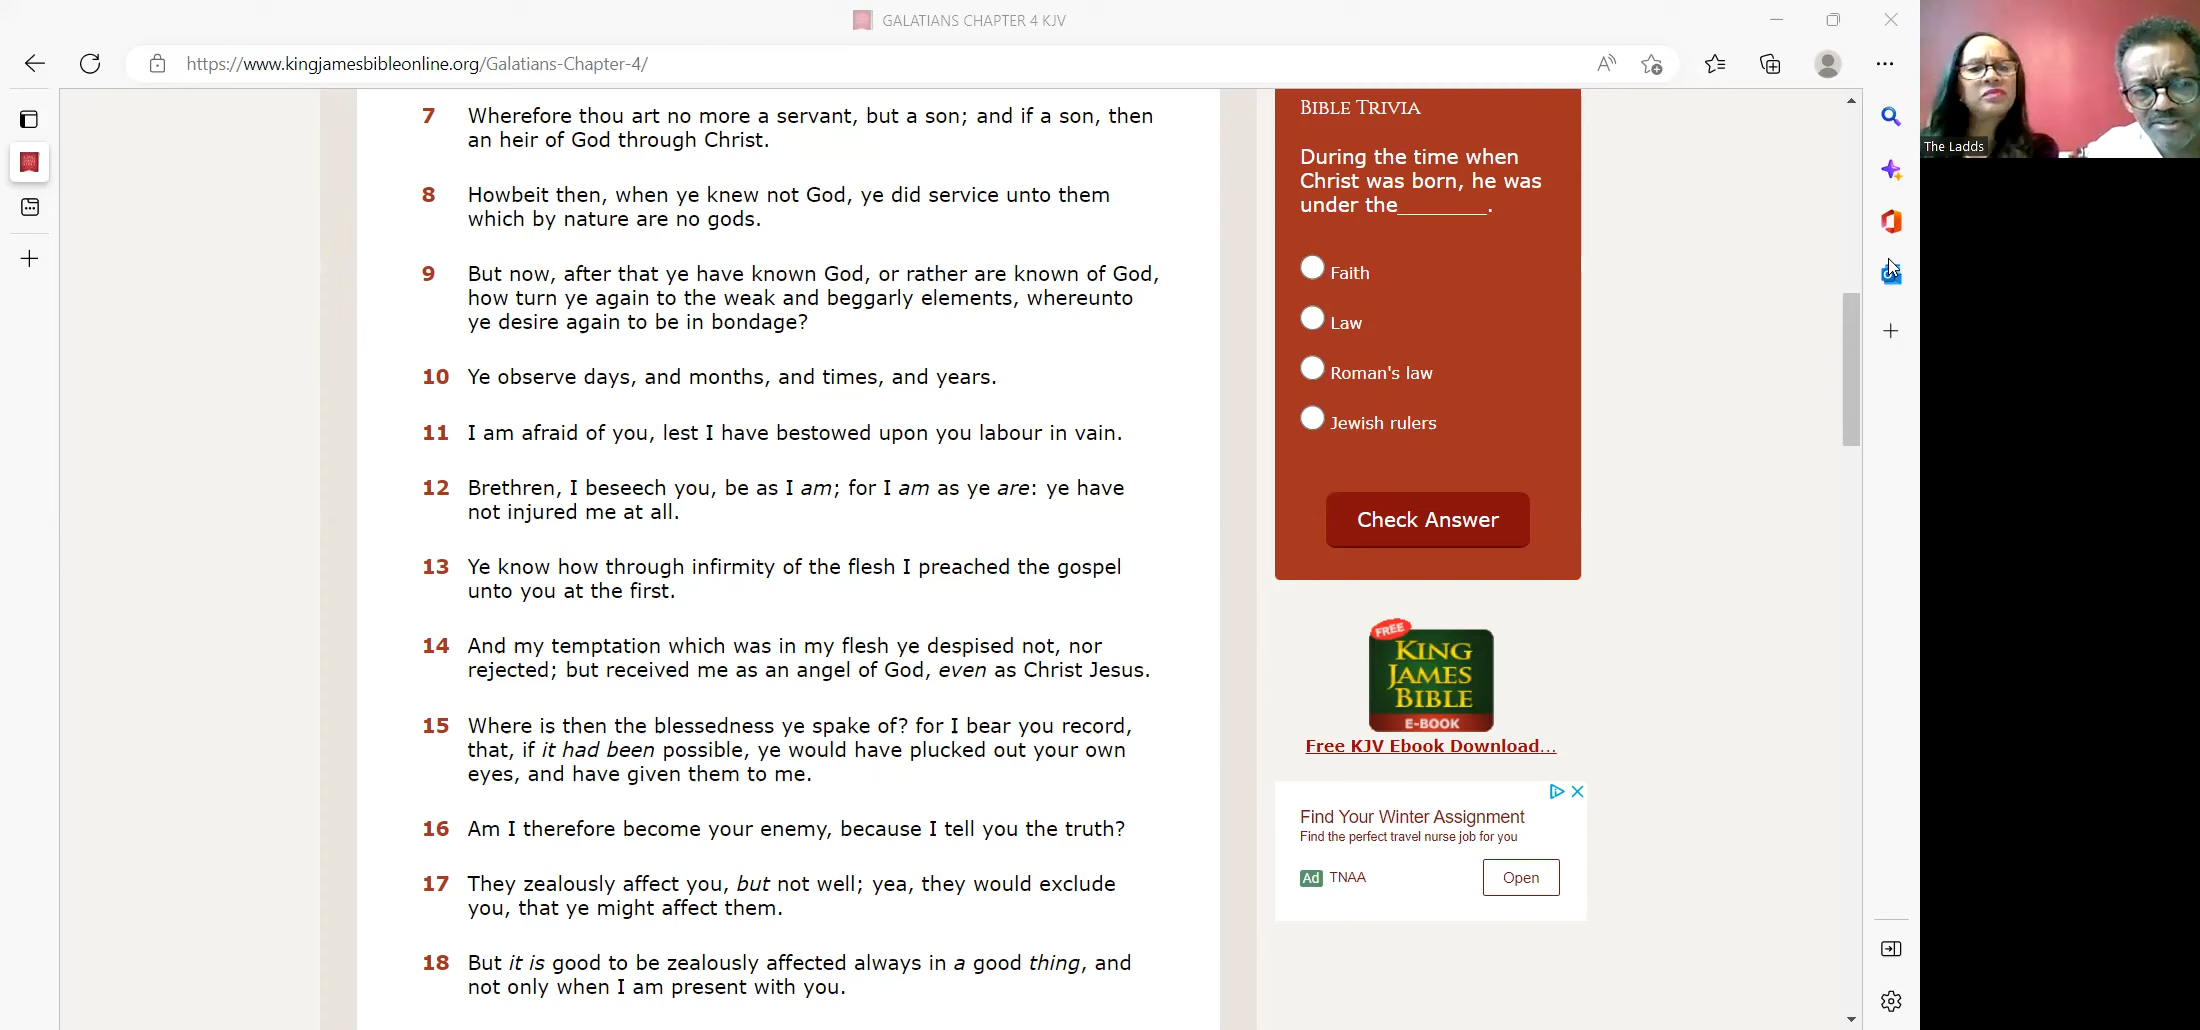 GALATIANS CHAPTER 4 KJV
https://www.kingjamesbibleonline.org/Galatians-Chapter-4/
7 Wherefore thou art no more a servant, but a son; and if a son, then
an heir of God through Christ.
8 Howbeit then, when ye knew not God, ye did service unto them
which by nature are no gods.
9 But now, after that ye have known God, or rather are known of God,
how turn ye again to the weak and beggarly elements, whereunto
ye desire again to be in bondage?
10 Ye observe days, and months, and times, and years.
11 I am afraid of you, lest I have bestowed upon you labour in vain.
12 Brethren, I beseech you, be as I am; for I am as ye are: ye have
not injured me at all.
13 Ye know how through infirmity of the flesh I preached the gospel
unto you at the first.
14 And my temptation which was in my flesh ye despised not, nor
rejected; but received me as an angel of God, even as Christ Jesus.
15 Where is then the blessedness ye spake of? for I bear you record,
that, if it had been possible, ye would have plucked out your own
eyes, and have given them to me.
16 Am I therefore become your enemy, because I tell you the truth?
17 They zealously affect you, but not well; yea, they would exclude
you, that ye might affect them.
18 But it is good to be zealously affected always in a good thing, and
not only when I am present with you.
BIBLE TRIVIA
During the time when
Christ was born, he was
under the________.
Faith
Law
Roman's law
Jewish rulers
Check Answer
FREE
KING
JAMES
BIBLE
E-BOOK
Free KJV Ebook Download...
Find Your Winter Assignment
Find the perfect travel nurse job for you
Ad TNAA
Open
The Ladds